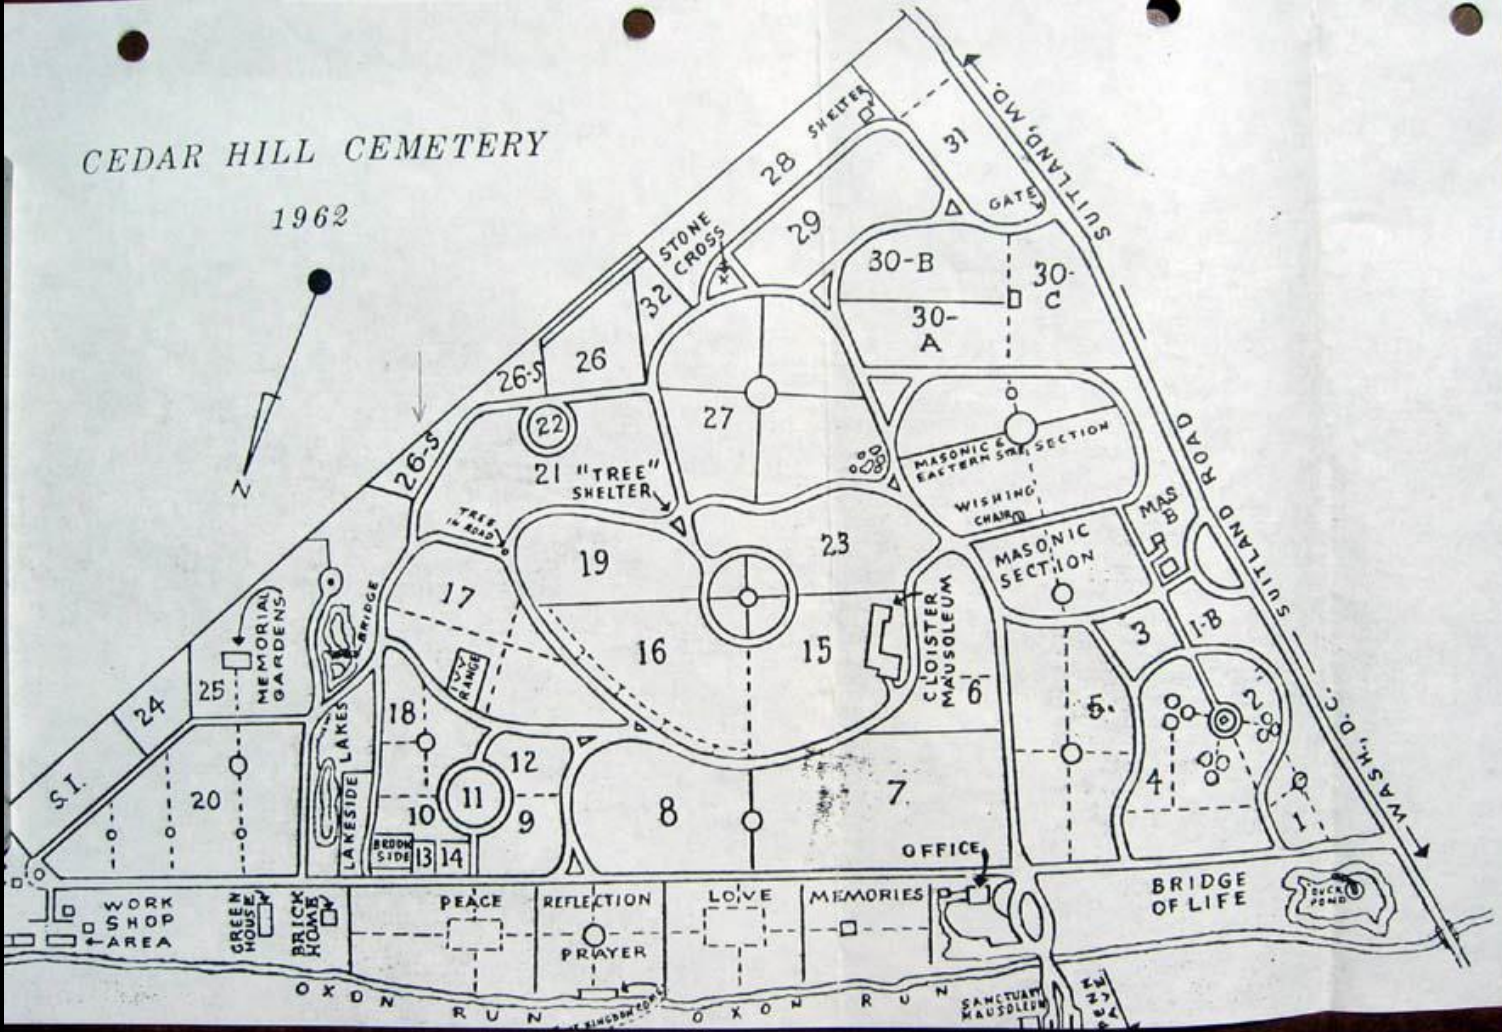 CEDAR HILL CEMETERY
1962
N
SUITLAND, MD.
SHELTER
31
28
GATE
SUITLAND
29
STONE
CROSS
30-B
30-
C
32
30-
A
26
26-S
27
22
MASONIC &
EASTERN STAR SECTION
ROAD
26-S
21
"TREE"
SHELTER
WISHING
CHAIR
MAS
B
TREE
IN ROAD
19
23
MASONIC
SECTION
SUITLAND
17
BRIDGE
MEMORIAL
GARDENS
CLOISTER
MAUSOLEUM
3
1-B
16
15
IVY
RANGE
25
6
5
2
24
18
LAKES
WASH., D.C.
12
S.I.
20
LAKESIDE
10
11
9
8
7
4
1
BROOK
SIDE
13
14
OFFICE
WORK
SHOP
AREA
GREEN
HOUSE
BRICK
HOME
PEACE
REFLECTION
LOVE
MEMORIES
BRIDGE
OF LIFE
DUCK
POND
PRAYER
OXON RUN
OXON RUN
SANCTUARY
MAUSOLEUM